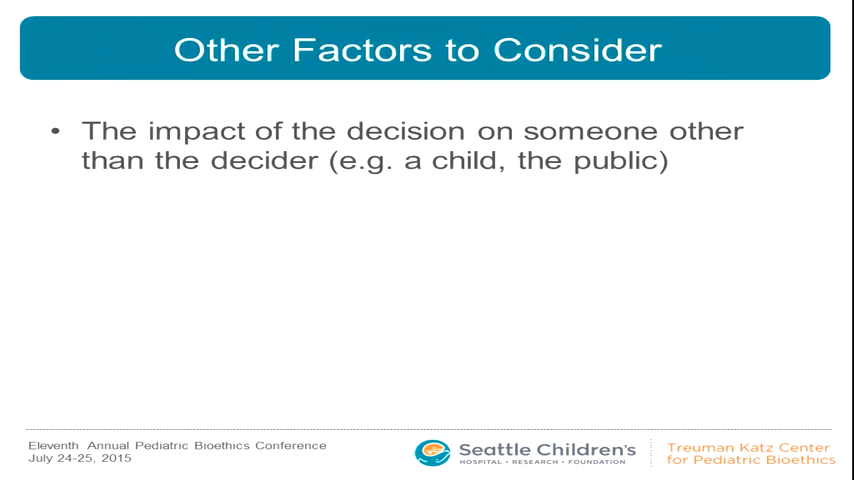 Other Factors to Consider
• The impact of the decision on someone other
than the decider (e.g. a child, the public)
Eleventh Annual Pediatric Bioethics Conference
July 24-25, 2015
Seattle Children's
HOSPITAL • RESEARCH • FOUNDATION
Treuman Katz Center
for Pediatric Bioethics